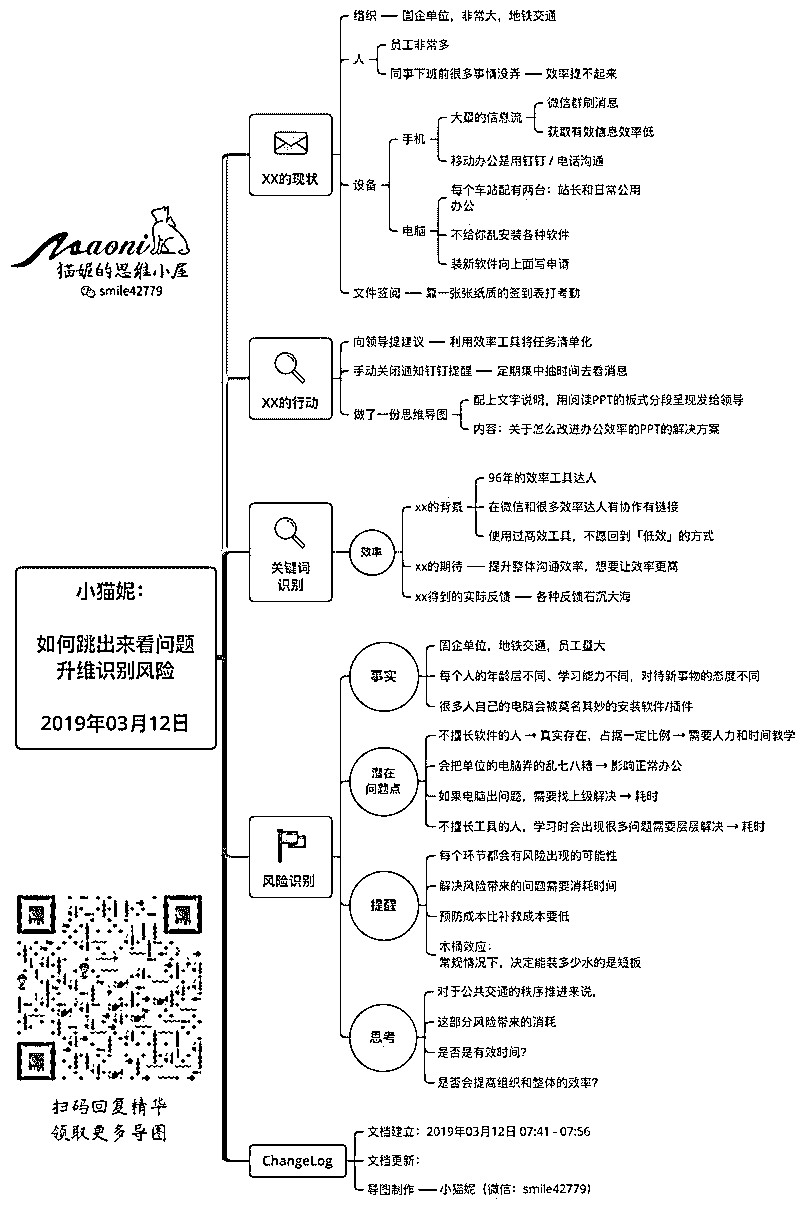 Maoni
猫妮的思维小屋
smile42779
小猫妮：
如何跳出来看问题
升维识别风险
2019年03月12日
扫码回复精华
领取更多导图
XX的现状
组织
国企单位，非常大，地铁交通
人
员工非常多
同事下班前很多事情没弄
效率提不起来
设备
手机
大量的信息流
微信群刷消息
获取有效信息效率低
移动办公是用钉钉 / 电话沟通
电脑
每个车站配有两台：站长和日常公用
办公
不给你乱安装各种软件
装新软件向上面写申请
文件签阅
靠一张张纸质的签到表打考勤
XX的行动
向领导提建议
利用效率工具将任务清单化
手动关闭通知钉钉提醒
定期集中抽时间去看消息
做了一份思维导图
配上文字说明，用阅读PPT的板式分段呈现发给领导
内容：关于怎么改进办公效率的PPT的解决方案
关键词
识别
效率
xx的背景
96年的效率工具达人
在微信和很多效率达人有协作有链接
使用过高效工具，不愿回到「低效」的方式
xx的期待
提升整体沟通效率，想要让效率更高
xx得到的实际反馈
各种反馈石沉大海
风险识别
事实
国企单位，地铁交通，员工量大
每个人的年龄层不同、学习能力不同，对待新事物的态度不同
很多人自己的电脑会被莫名其妙的安装软件/插件
潜在
问题点
不擅长软件的人 → 真实存在，占据一定比例 → 需要人力和时间教学
会把单位的电脑弄的乱七八糟 → 影响正常办公
如果电脑出问题，需要找上级解决 → 耗时
不擅长工具的人，学习时会出现很多问题需要层层解决 → 耗时
提醒
每个环节都会有风险出现的可能性
解决风险带来的问题需要消耗时间
预防成本比补救成本要低
木桶效应：
常规情况下，决定能装多少水的是短板
思考
对于公共交通的秩序推进来说，
这部分风险带来的消耗
是否是有效时间？
是否会提高组织和整体的效率？
ChangeLog
文档建立：2019年03月12日 07:41 - 07:56
文档更新：
导图制作
小猫妮（微信：smile42779）